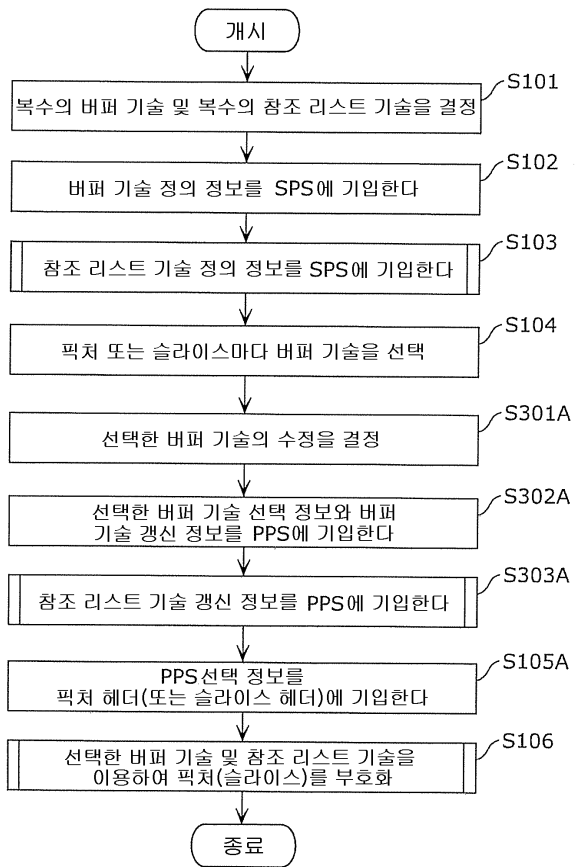 개시
S101
복수의 버퍼 기술 및 복수의 참조 리스트 기술을 결정
S102
버퍼 기술 정의 정보를 SPS에 기입한다
S103
참조 리스트 기술 정의 정보를 SPS에 기입한다
S104
픽처 또는 슬라이스마다 버퍼 기술을 선택
S301A
선택한 버퍼 기술의 수정을 결정
S302A
선택한 버퍼 기술 선택 정보와 버퍼
기술 갱신 정보를 PPS에 기입한다
S303A
참조 리스트 기술 갱신 정보를 PPS에 기입한다
S105A
PPS선택 정보를
픽처 헤더(또는 슬라이스 헤더)에 기입한다
S106
선택한 버퍼 기술 및 참조 리스트 기술을
이용하여 픽처(슬라이스)를 부호화
종료